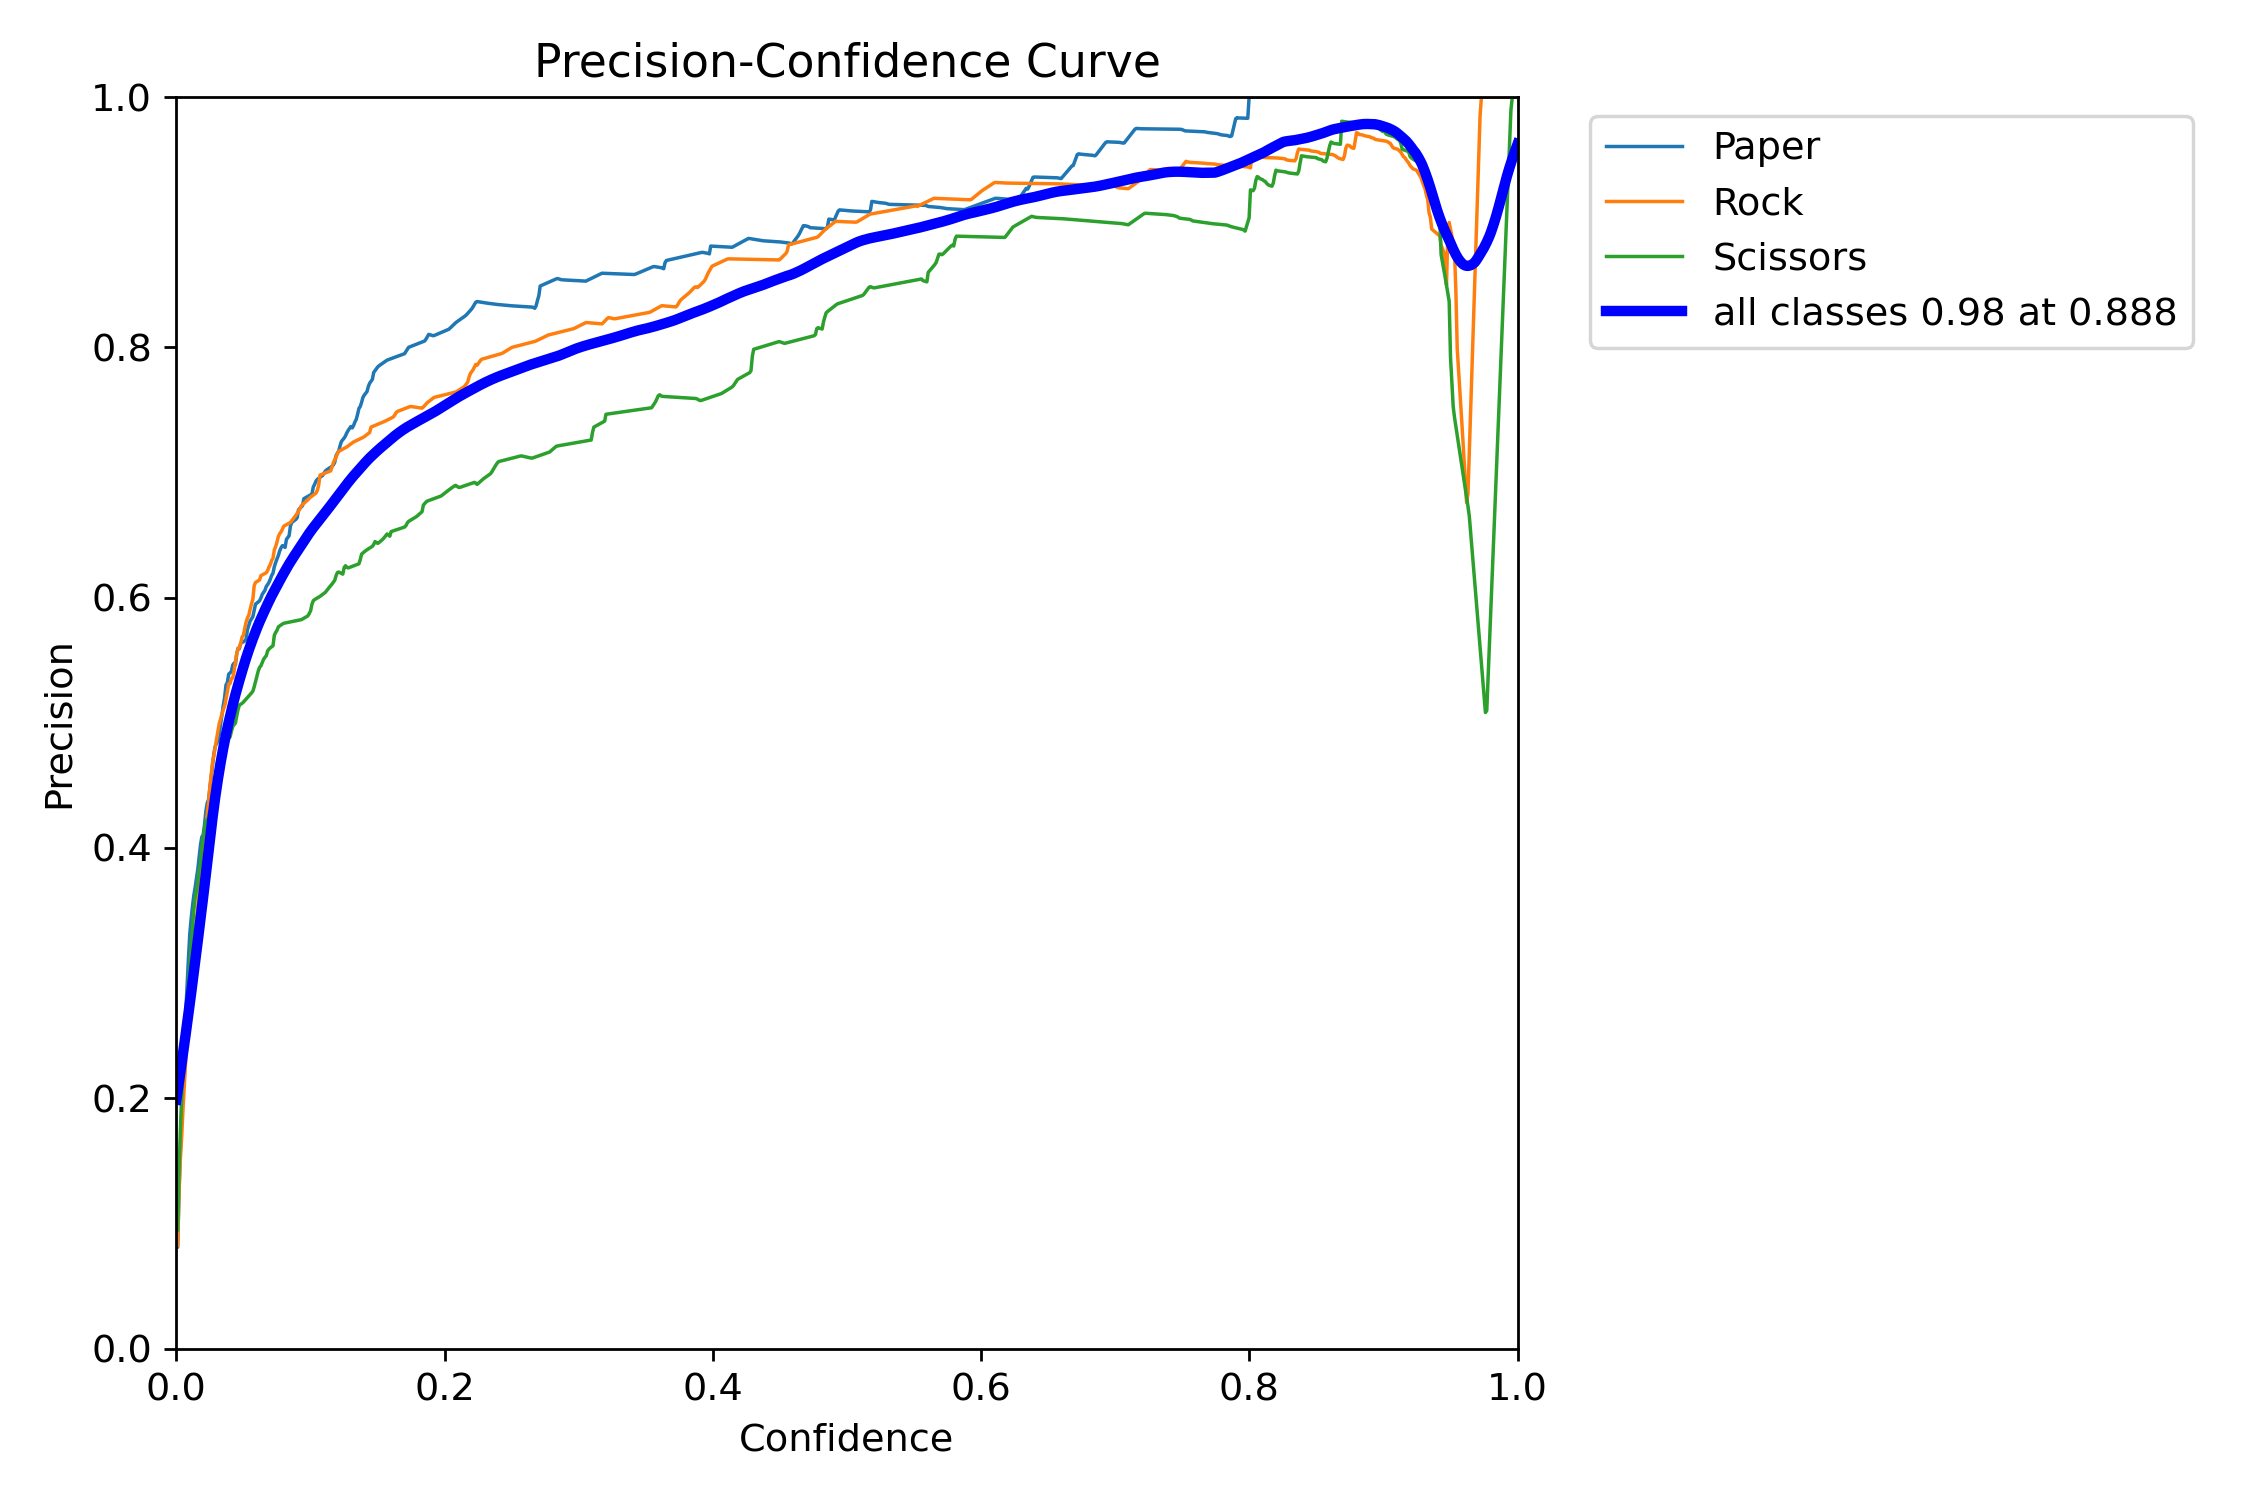 Precision-Confidence Curve
1.0
0.8
0.6
0.4
0.2
0.0
Precision
0.0 0.2 0.4 0.6 0.8 1.0
Confidence
Paper
Rock
Scissors
all classes 0.98 at 0.888